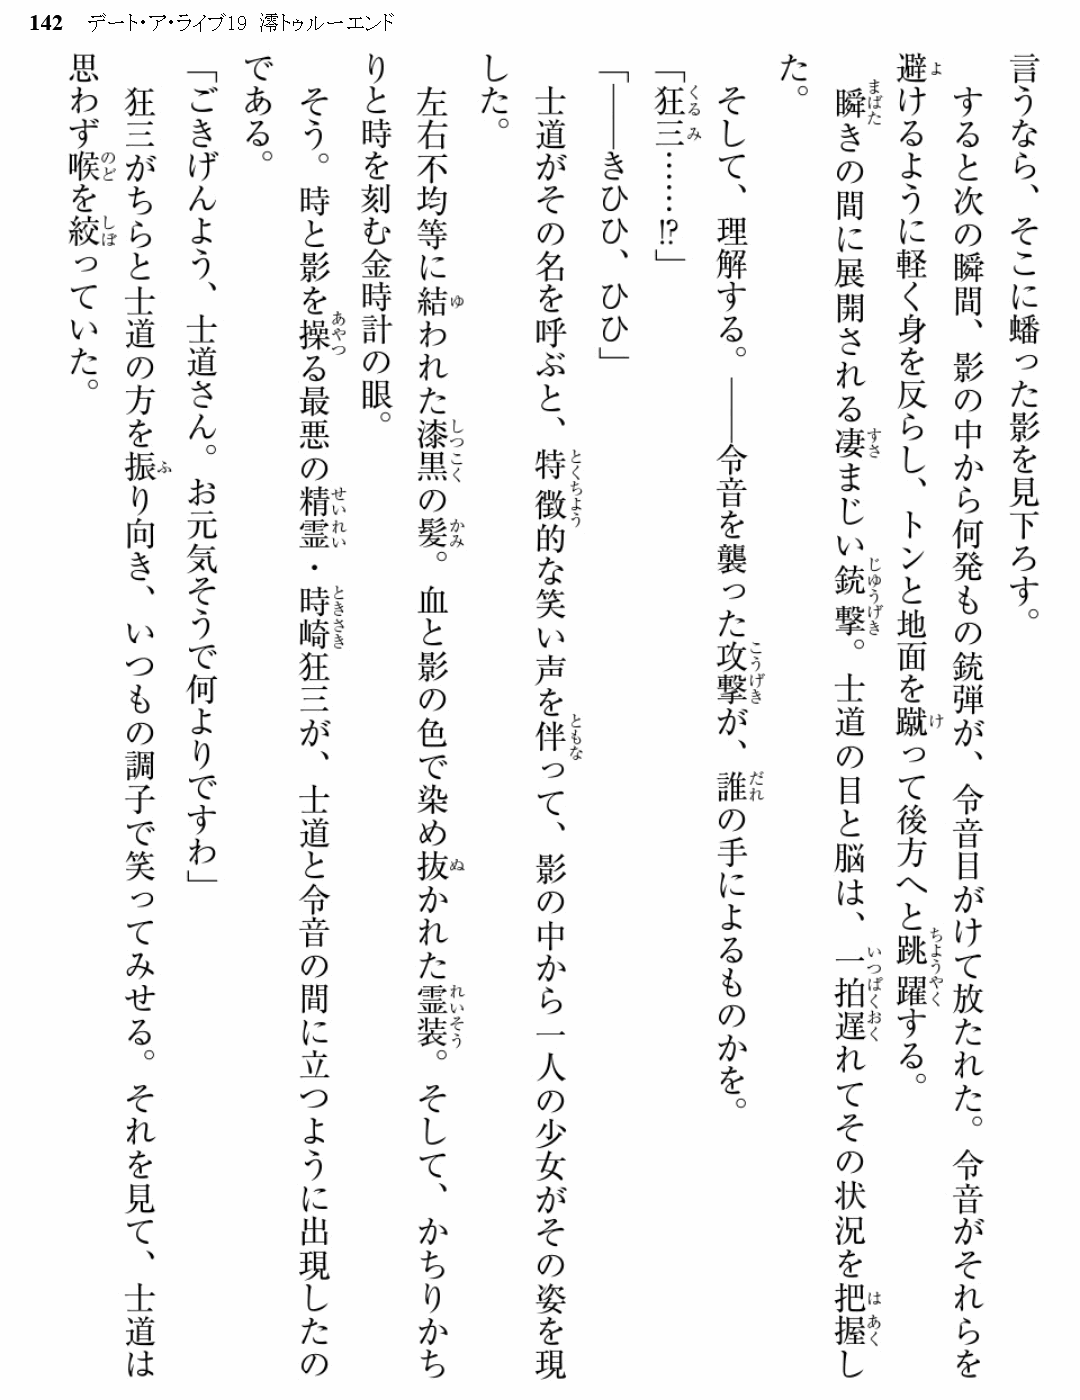 142 デート・ア・ライブ19 澪トゥルーエンド
言うなら、そこに蟠った影を見下ろす。
すると次の瞬間、影の中から何発もの銃弾が、令音目がけて放たれた。令音がそれらを
避けるように軽く身を反らし、トンと地面を蹴って後方へと跳躍する。
瞬きの間に展開される凄まじい銃撃。士道の目と脳は、一拍遅れてその状況を把握し
た。
そして、理解する。――令音を襲った攻撃が、誰の手によるものかを。
「狂三……!?」
「――きひひ、ひひ」
士道がその名を呼ぶと、特徴的な笑い声を伴って、影の中から一人の少女がその姿を現
した。
左右不均等に結われた漆黒の髪。血と影の色で染め抜かれた霊装。そして、かちりかち
りと時を刻む金時計の眼。
そう。時と影を操る最悪の精霊・時崎狂三が、士道と令音の間に立つように出現したの
である。
「ごきげんよう、士道さん。お元気そうで何よりですわ」
狂三がちらと士道の方を振り向き、いつもの調子で笑ってみせる。それを見て、士道は
思わず喉を絞っていた。